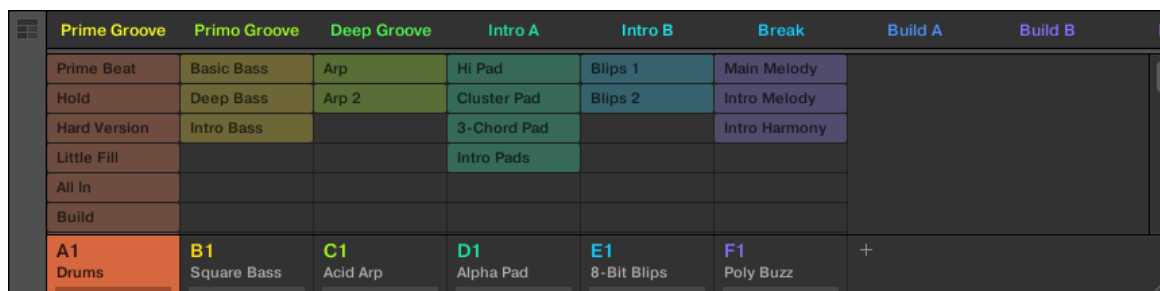 Prime Groove Primo Groove Deep Groove Intro A Intro B Break Build A Build B
Prime Beat Basic Bass Arp Hi Pad Blips 1 Main Melody
Hold Deep Bass Arp 2 Cluster Pad Blips 2 Intro Melody
Hard Version Intro Bass 3-Chord Pad Intro Harmony
Little Fill Intro Pads
All In
Build
A1 B1 C1 D1 E1 F1 +
Drums Square Bass Acid Arp Alpha Pad 8-Bit Blips Poly Buzz